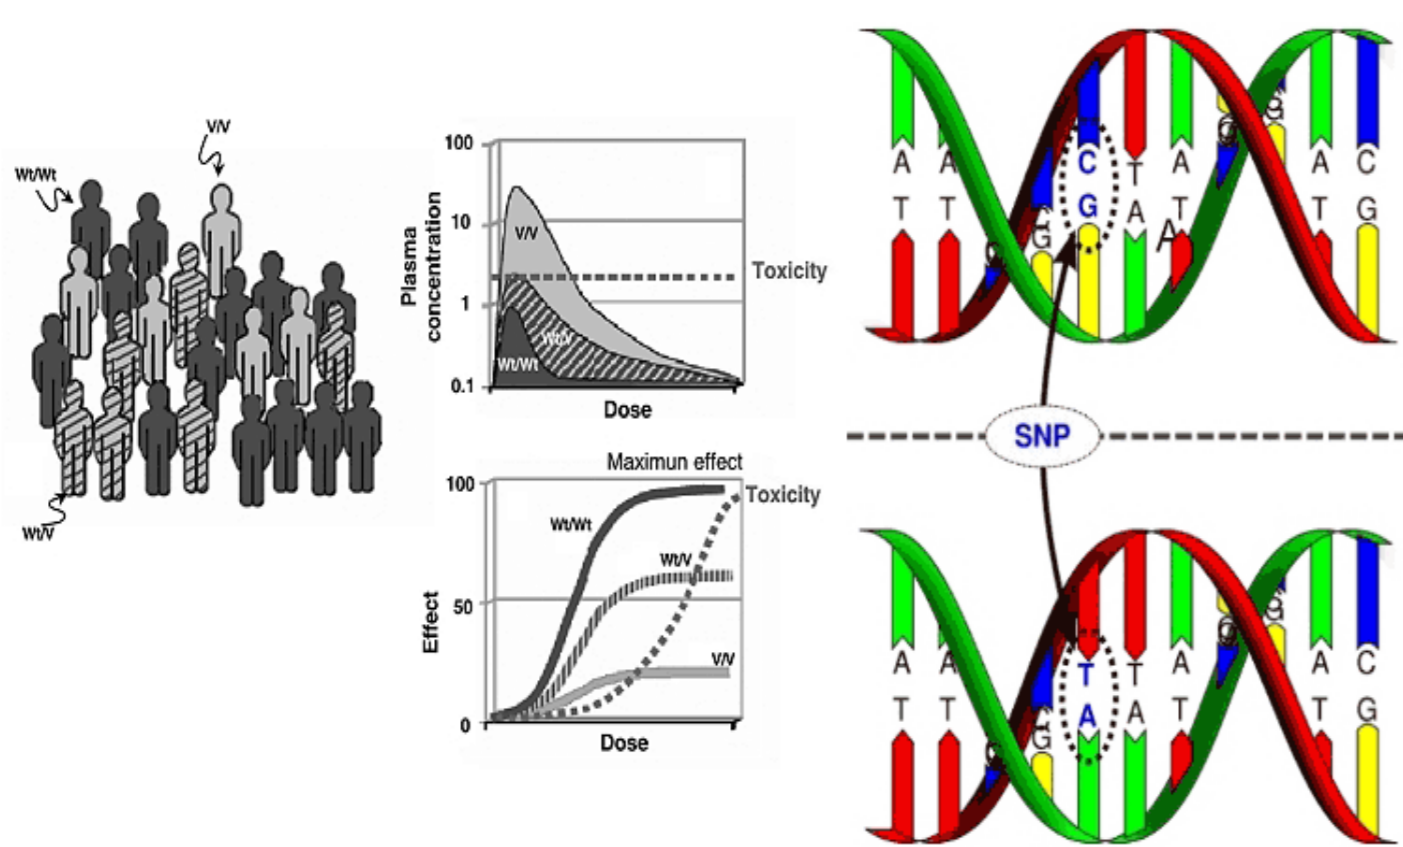 V/V
Wt/Wt
Wt/V
100
10
1
0.1
Plasma
concentration
V/V
Wt/V
Wt/Wt
Toxicity
Dose
Maximun effect
100
50
0
Effect
Wt/Wt
Wt/V
V/V
Toxicity
Dose
A A C T A G G A C
T T G G A T A T G
SNP
A A T T A G G A C
T T G A A T T G